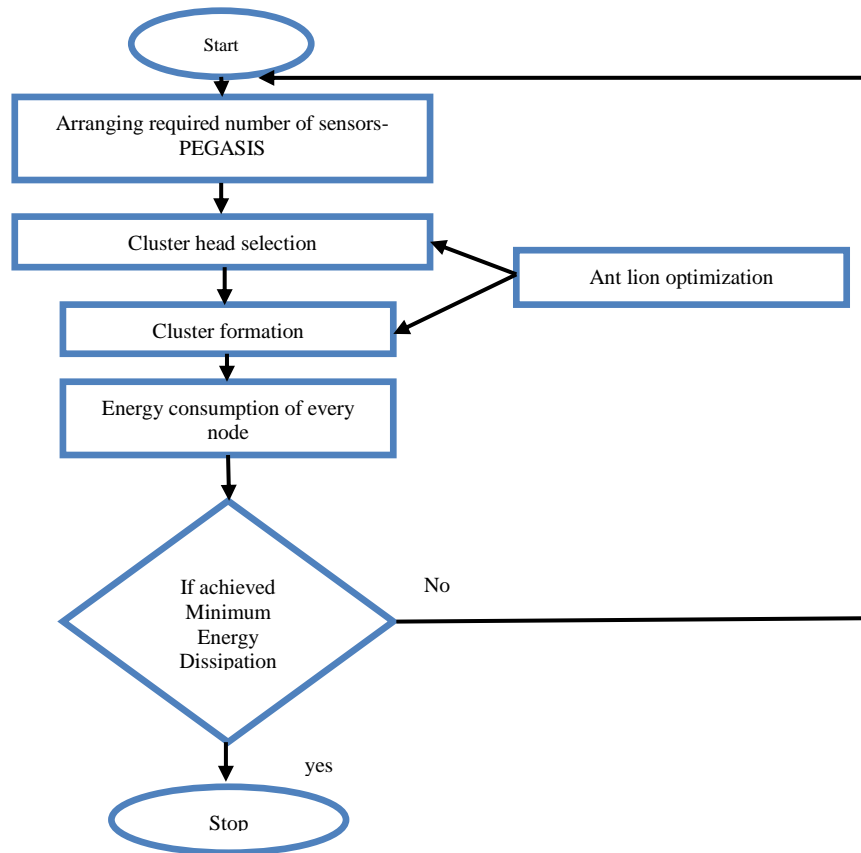 Start
Arranging required number of sensors-
PEGASIS
Cluster head selection
Ant lion optimization
Cluster formation
Energy consumption of every
node
If achieved
Minimum
Energy
Dissipation
No
yes
Stop